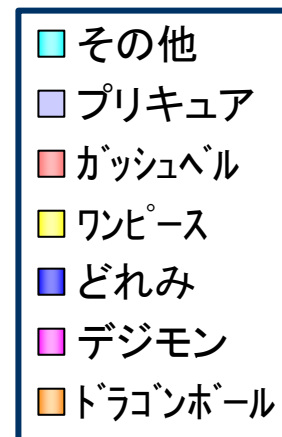 その他
プリキュア
ｶﾞｯｼｭﾍﾞﾙ
ﾜﾝﾋﾟｰｽ
どれみ
デジモン
ﾄﾞﾗｺﾞﾝﾎﾞｰﾙ